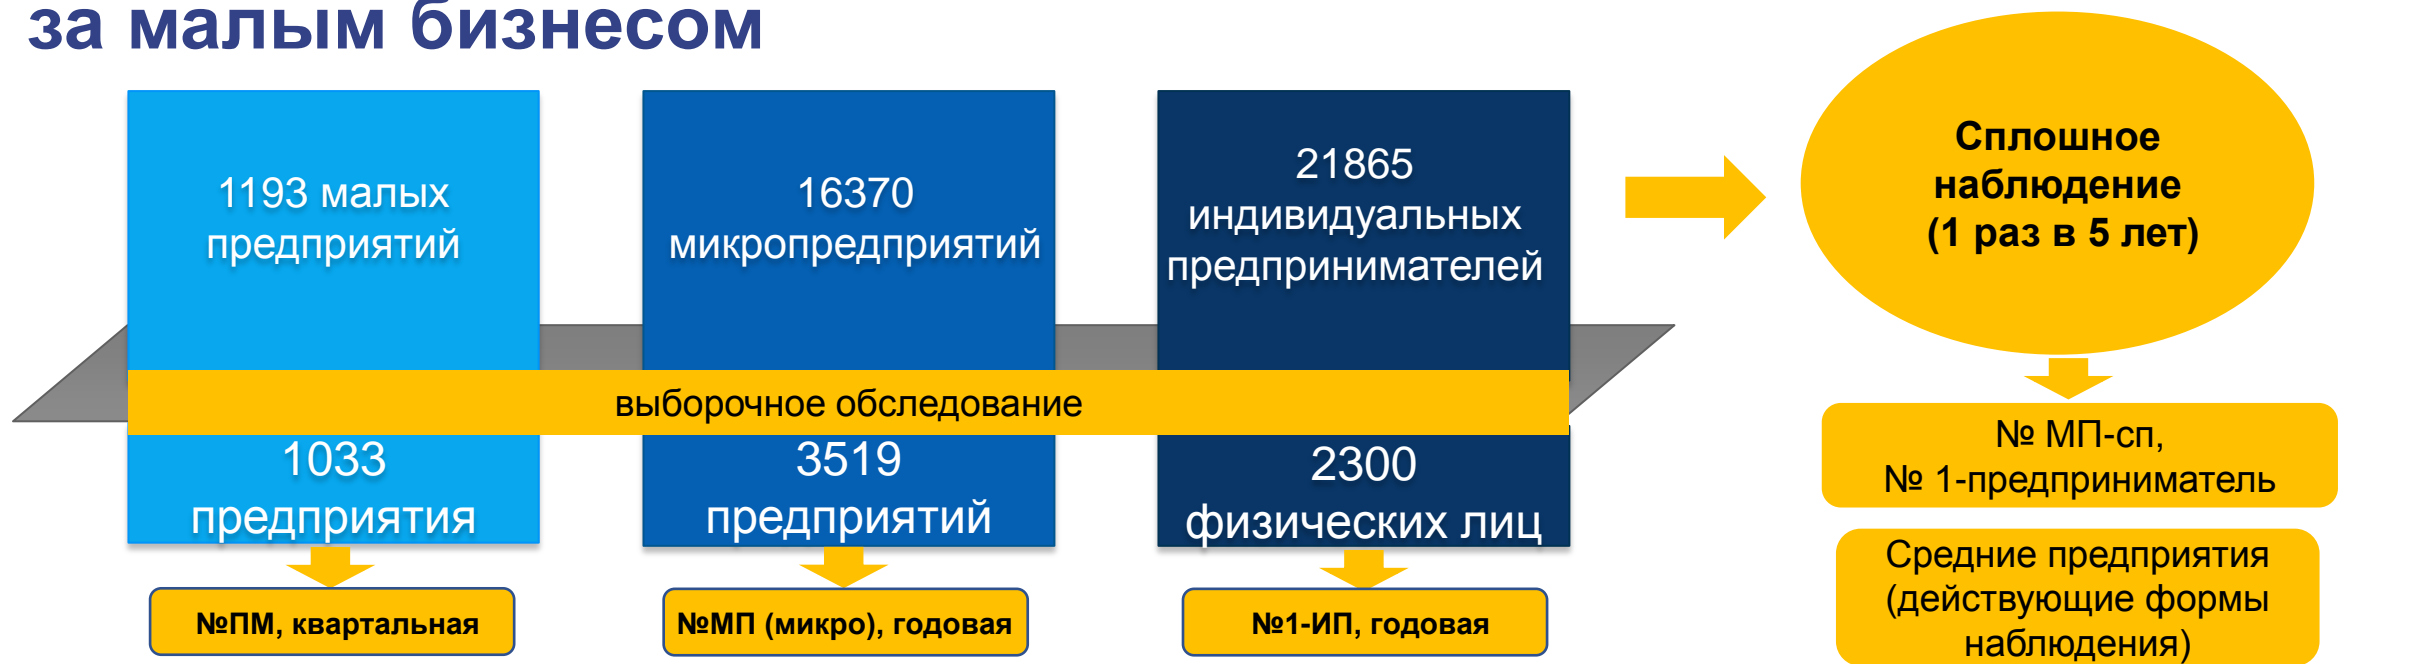 за малым бизнесом
1193 малых
предприятий
16370
микропредприятий
21865
индивидуальных
предпринимателей
Сплошное
наблюдение
(1 раз в 5 лет)
выборочное обследование
1033
предприятия
3519
предприятий
2300
физических лиц
№ МП-сп,
№ 1-предприниматель
№ПМ, квартальная
№МП (микро), годовая
№1-ИП, годовая
Средние предприятия
(действующие формы
наблюдения)